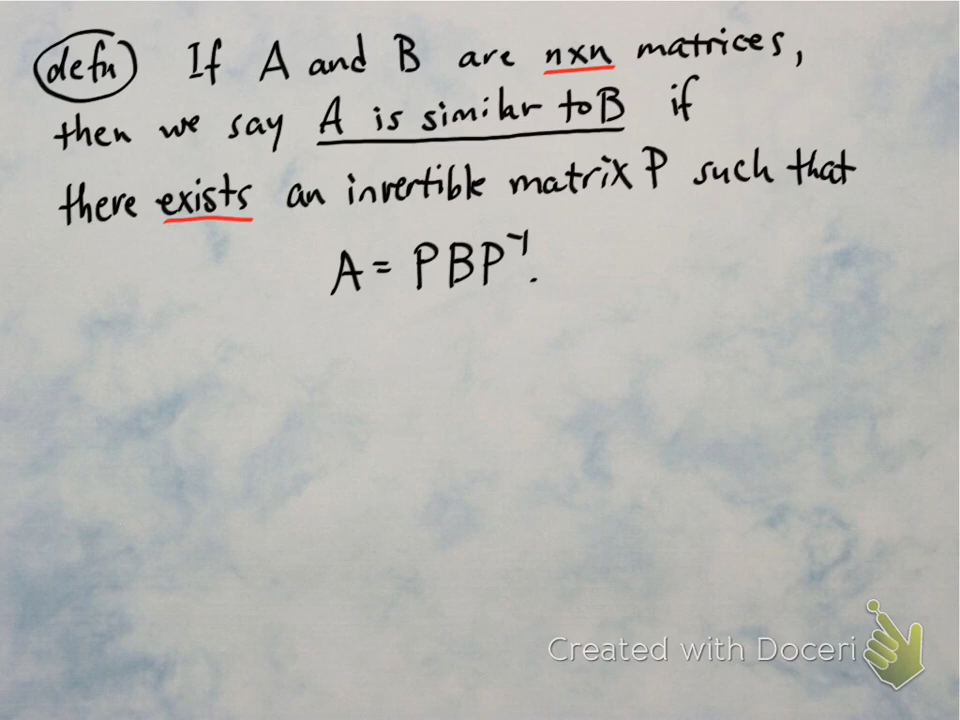 defn If A and B are nxn matrices,
then we say A is similar to B if
there exists an invertible matrix P such that
A = PBP⁻¹.
Created with Doceri